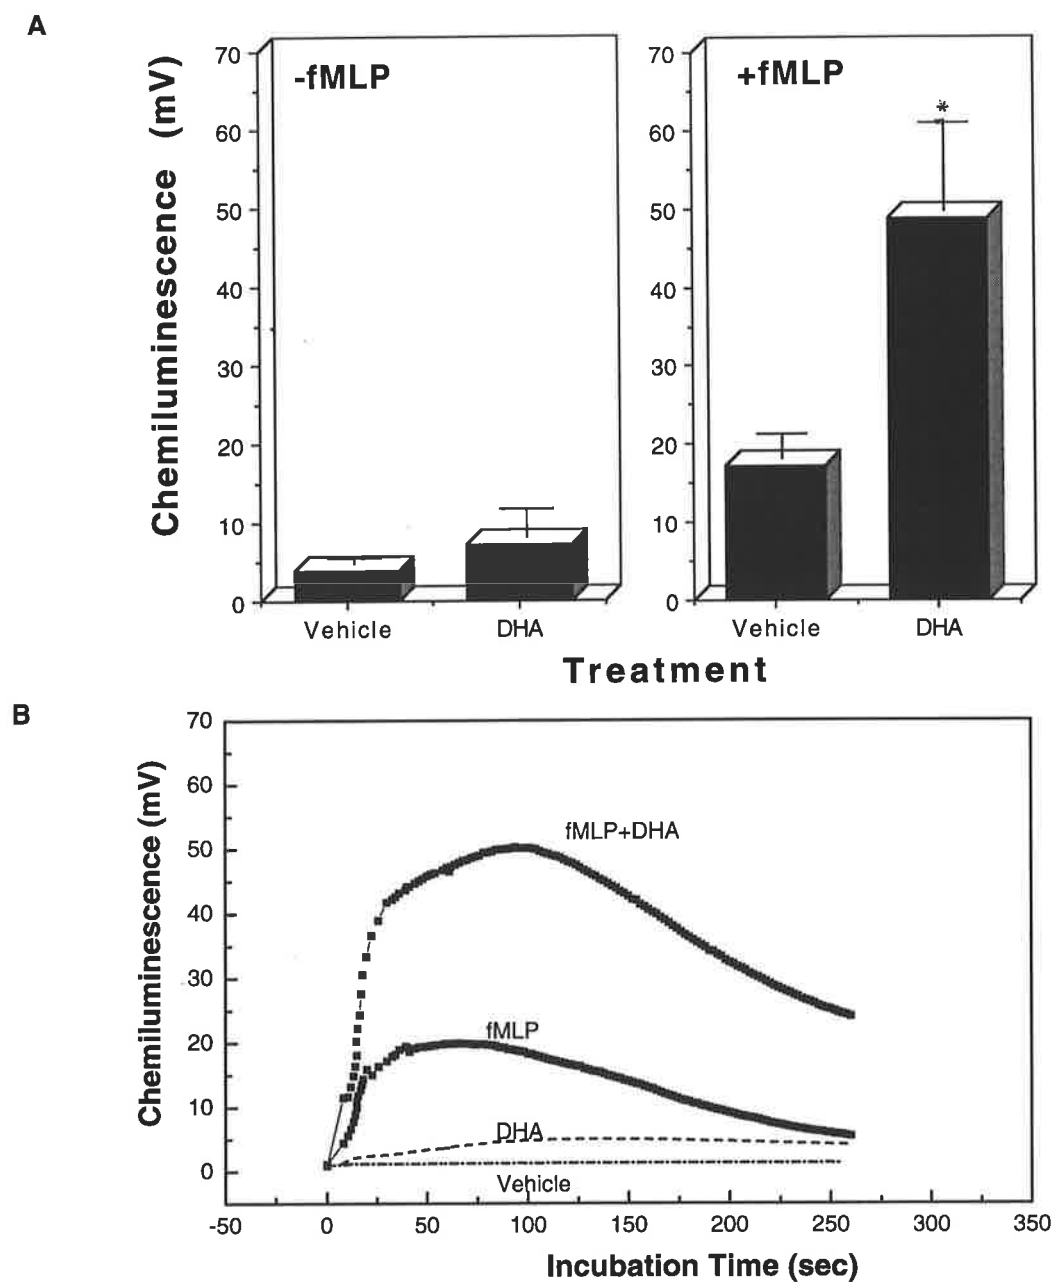 A
Chemiluminescence (mV)
70
60
50
40
30
20
10
0
-fMLP
Vehicle
DHA
70
60
50
40
30
20
10
0
+fMLP
*
Vehicle
DHA
Treatment
B
Chemiluminescence (mV)
70
60
50
40
30
20
10
0
fMLP+DHA
fMLP
DHA
Vehicle
-50
0
50
100
150
200
250
300
350
Incubation Time (sec)